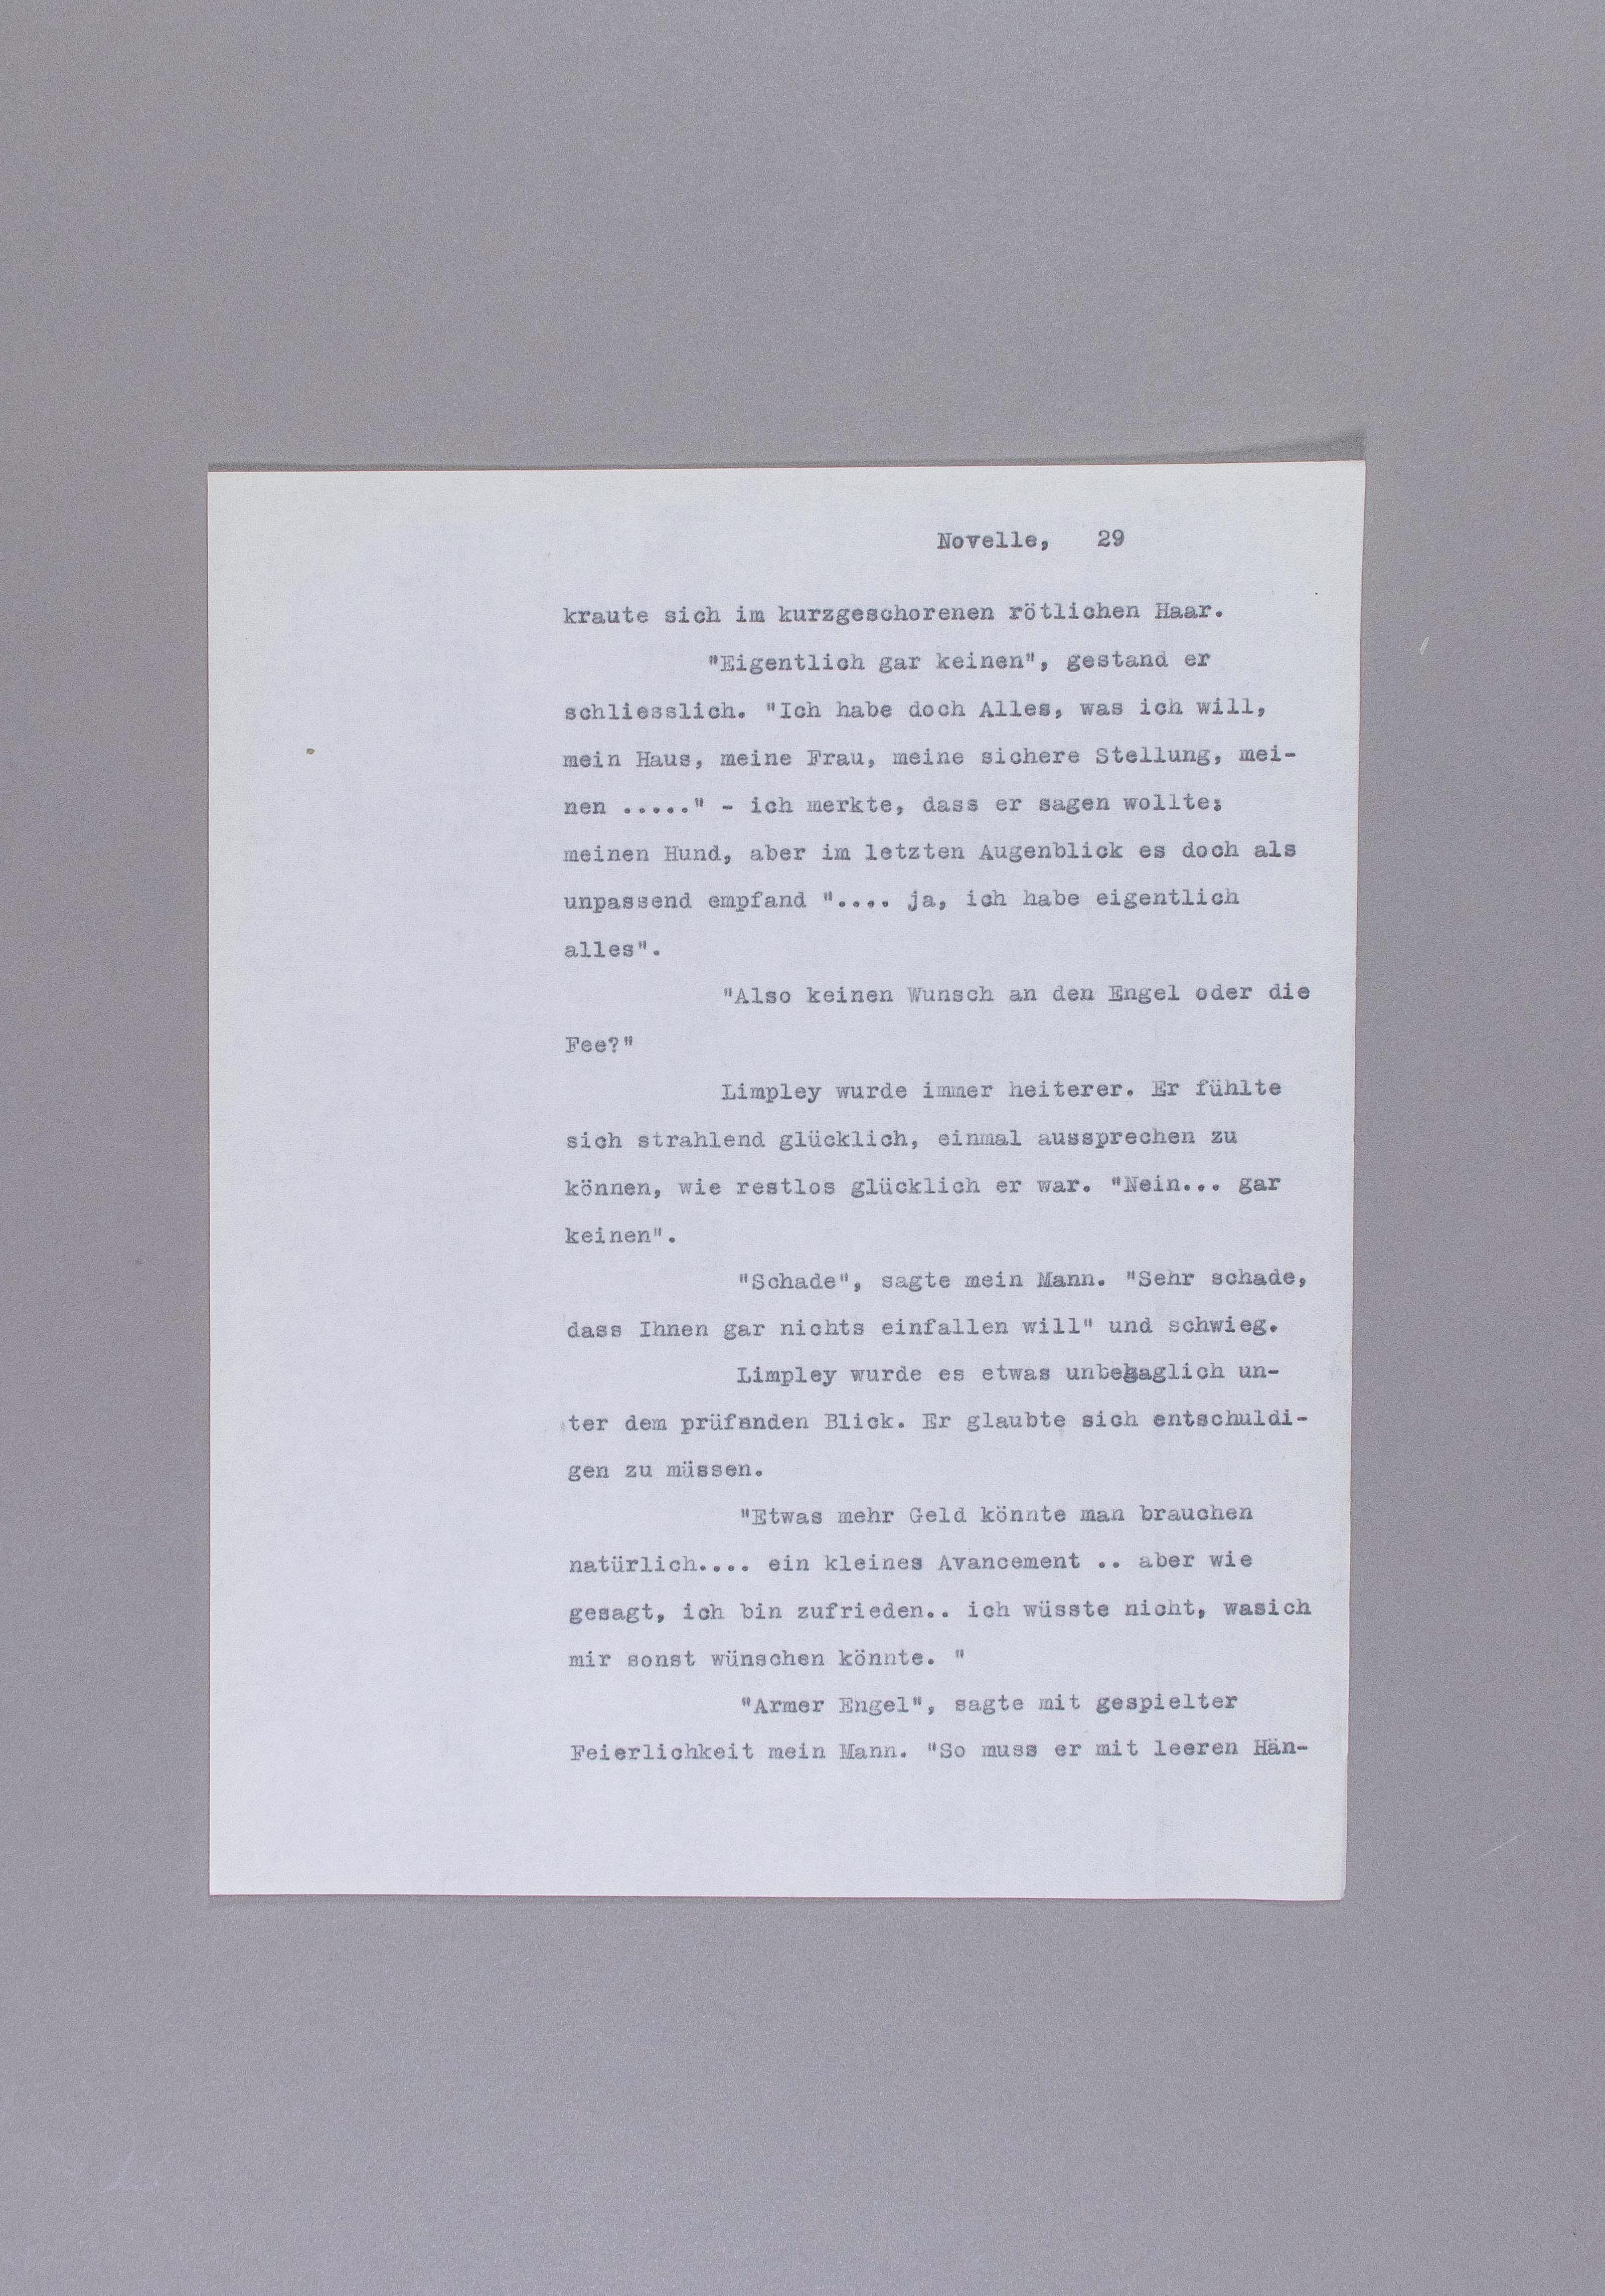 Novelle, 29
kraute sich im kurzgeschorenen rötlichen Haar.
"Eigentlich gar keinen", gestand er
schliesslich. "Ich habe doch Alles, was ich will,
mein Haus, meine Frau, meine sichere Stellung, mei-
nen ....." - ich merkte, dass er sagen wollte:
meinen Hund, aber im letzten Augenblick es doch als
unpassend empfand ".... ja, ich habe eigentlich
alles".
"Also keinen Wunsch an den Engel oder die
Fee?"
Limpley wurde immer heiterer. Er fühlte
sich strahlend glücklich, einmal aussprechen zu
können, wie restlos glücklich er war. "Nein... gar
keinen".
"Schade", sagte mein Mann. "Sehr schade,
dass Ihnen gar nichts einfallen will" und schwieg.
Limpley wurde es etwas unbehaglich un-
ter dem prüfenden Blick. Er glaubte sich entschuldi-
gen zu müssen.
"Etwas mehr Geld könnte man brauchen
natürlich.... ein kleines Avancement .. aber wie
gesagt, ich bin zufrieden.. ich wüsste nicht, wasich
mir sonst wünschen könnte. "
"Armer Engel", sagte mit gespielter
Feierlichkeit mein Mann. "So muss er mit leeren Hän-